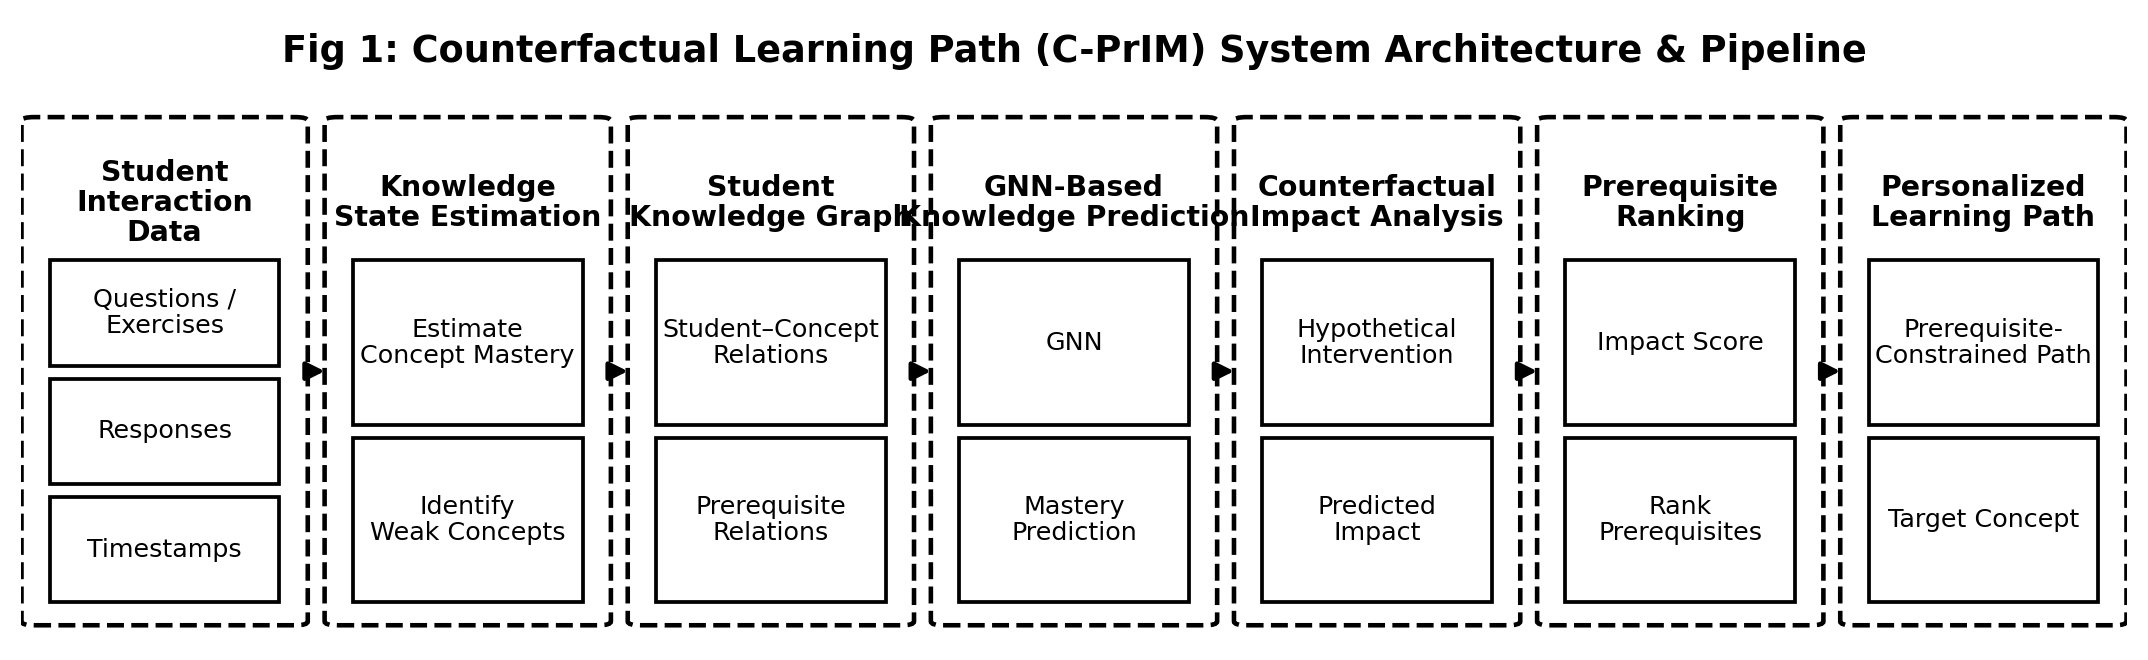 Fig 1: Counterfactual Learning Path (C-PrIM) System Architecture & Pipeline
Student
Interaction
Data
Questions /
Exercises
Responses
Timestamps
Knowledge
State Estimation
Estimate
Concept Mastery
Identify
Weak Concepts
Student
Knowledge Graph
Student–Concept
Relations
Prerequisite
Relations
GNN-Based
Knowledge Prediction
GNN
Mastery
Prediction
Counterfactual
Impact Analysis
Hypothetical
Intervention
Predicted
Impact
Prerequisite
Ranking
Impact Score
Rank
Prerequisites
Personalized
Learning Path
Prerequisite-
Constrained Path
Target Concept